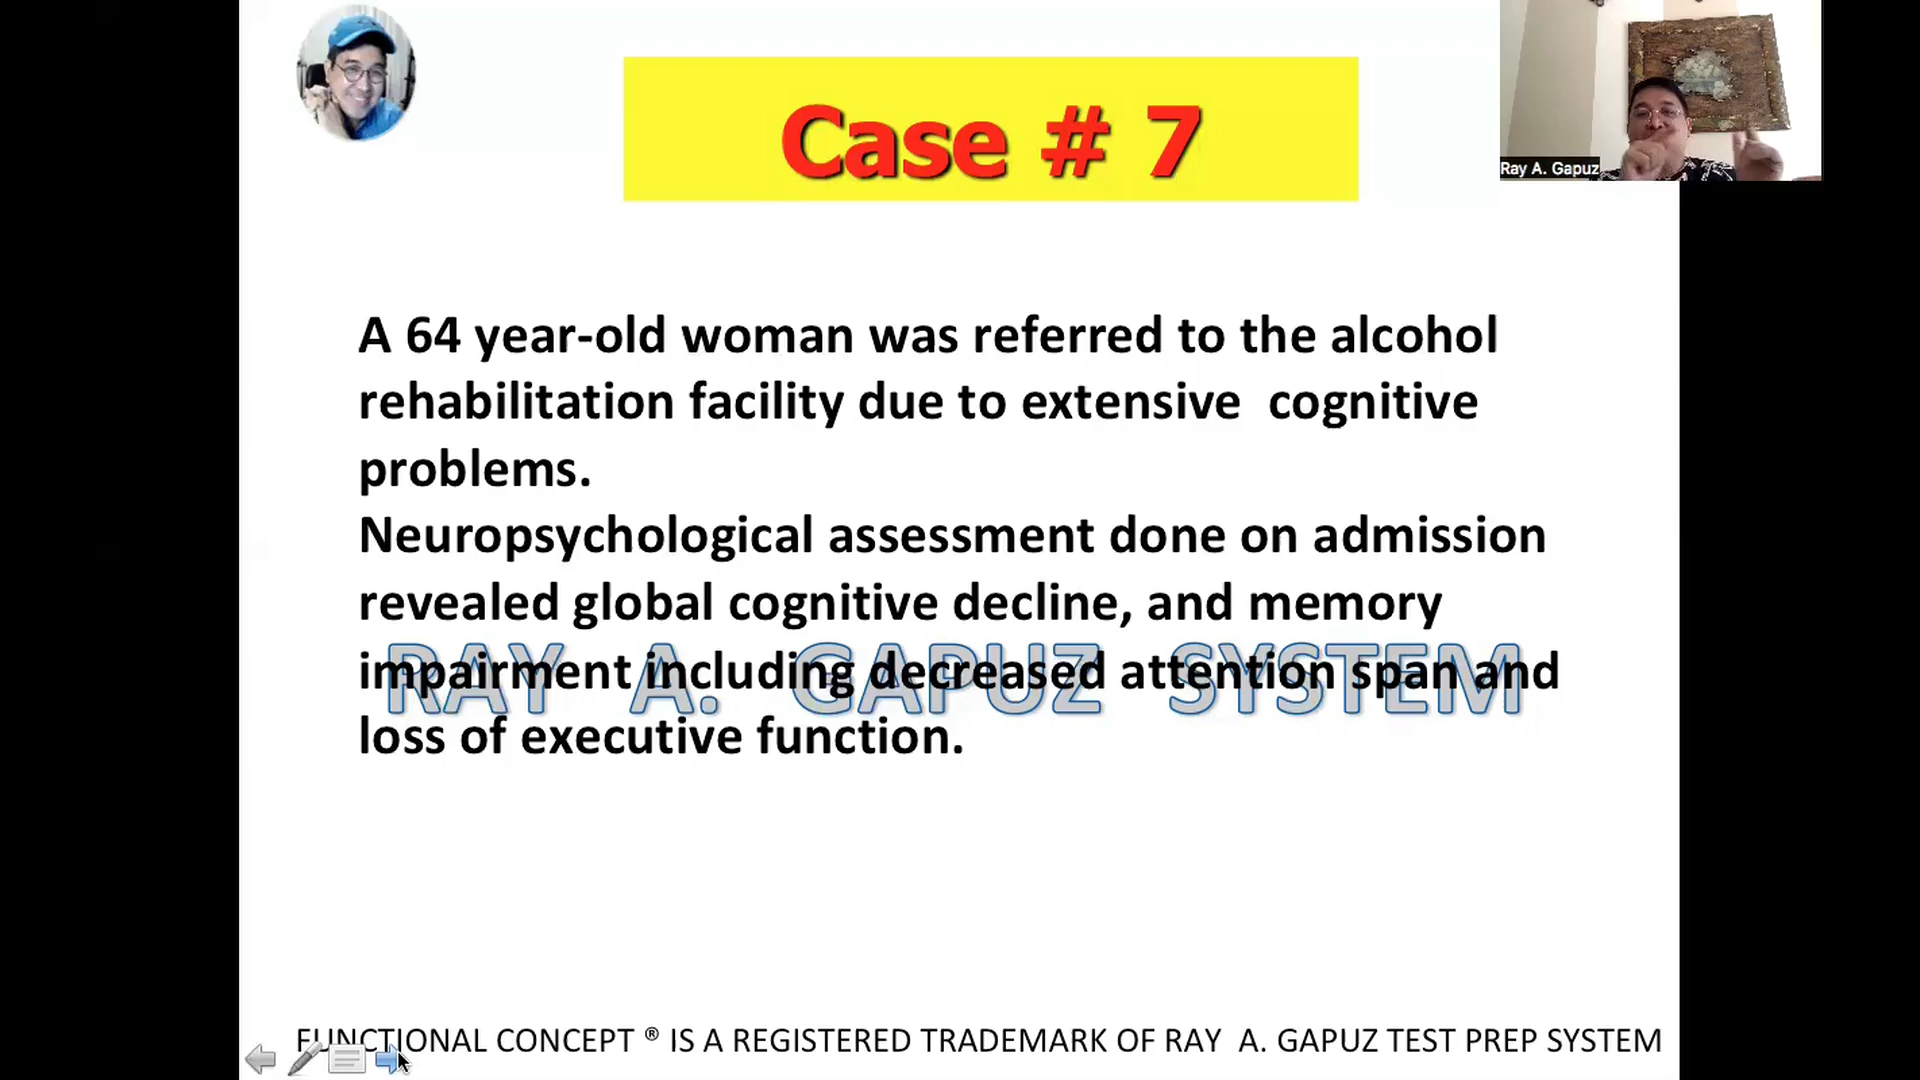 Case # 7
Ray A. Gapuz
A 64 year-old woman was referred to the alcohol
rehabilitation facility due to extensive  cognitive
problems.
Neuropsychological assessment done on admission
revealed global cognitive decline, and memory
impairment including decreased attention span and
RAY A. GAPUZ SYSTEM
loss of executive function.
FUNCTIONAL CONCEPT ® IS A REGISTERED TRADEMARK OF RAY  A. GAPUZ TEST PREP SYSTEM